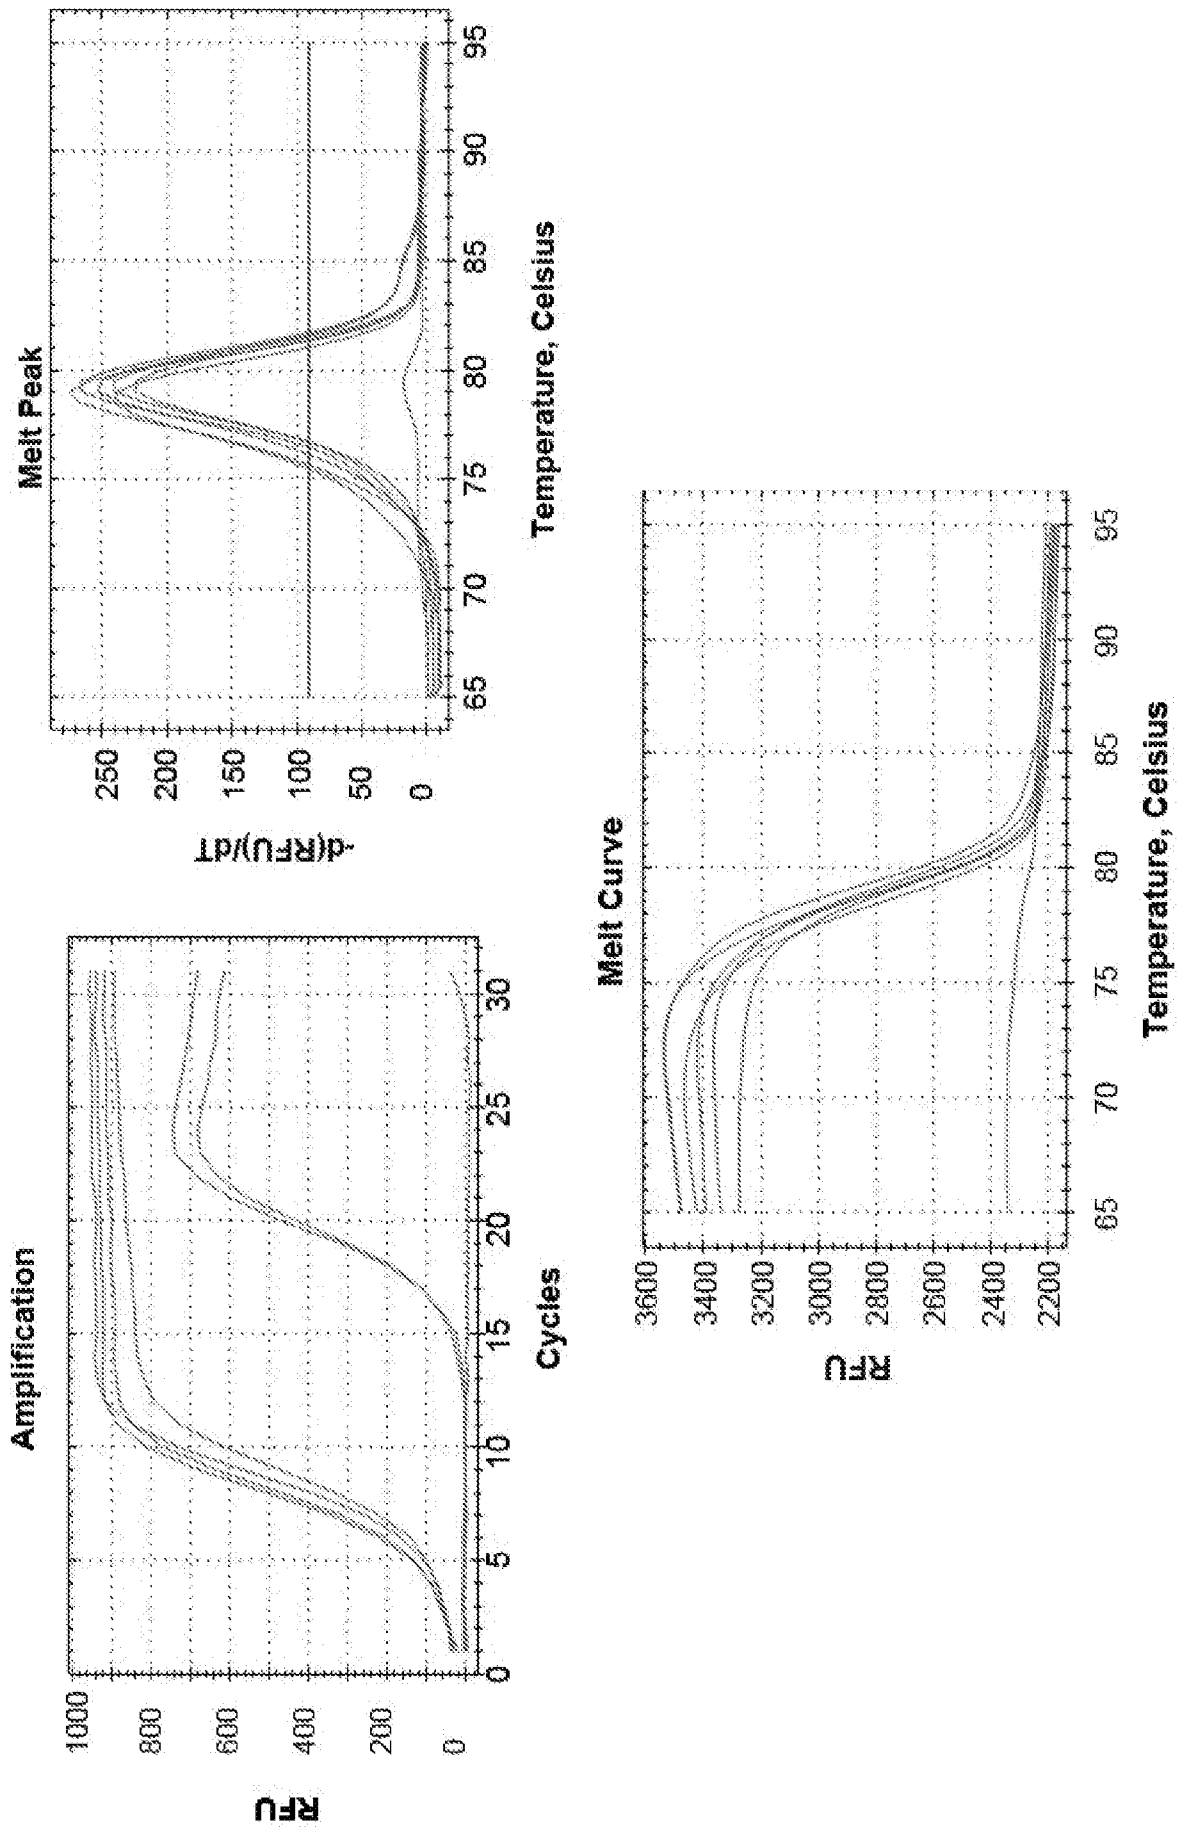 Amplification
RFU
1000
800
600
400
200
0
0 5 10 15 20 25 30
Cycles
Melt Peak
-d(RFU)/dT
250
200
150
100
50
0
65 70 75 80 85 90 95
Temperature, Celsius
Melt Curve
RFU
3600
3400
3200
3000
2800
2600
2400
2200
65 70 75 80 85 90 95
Temperature, Celsius